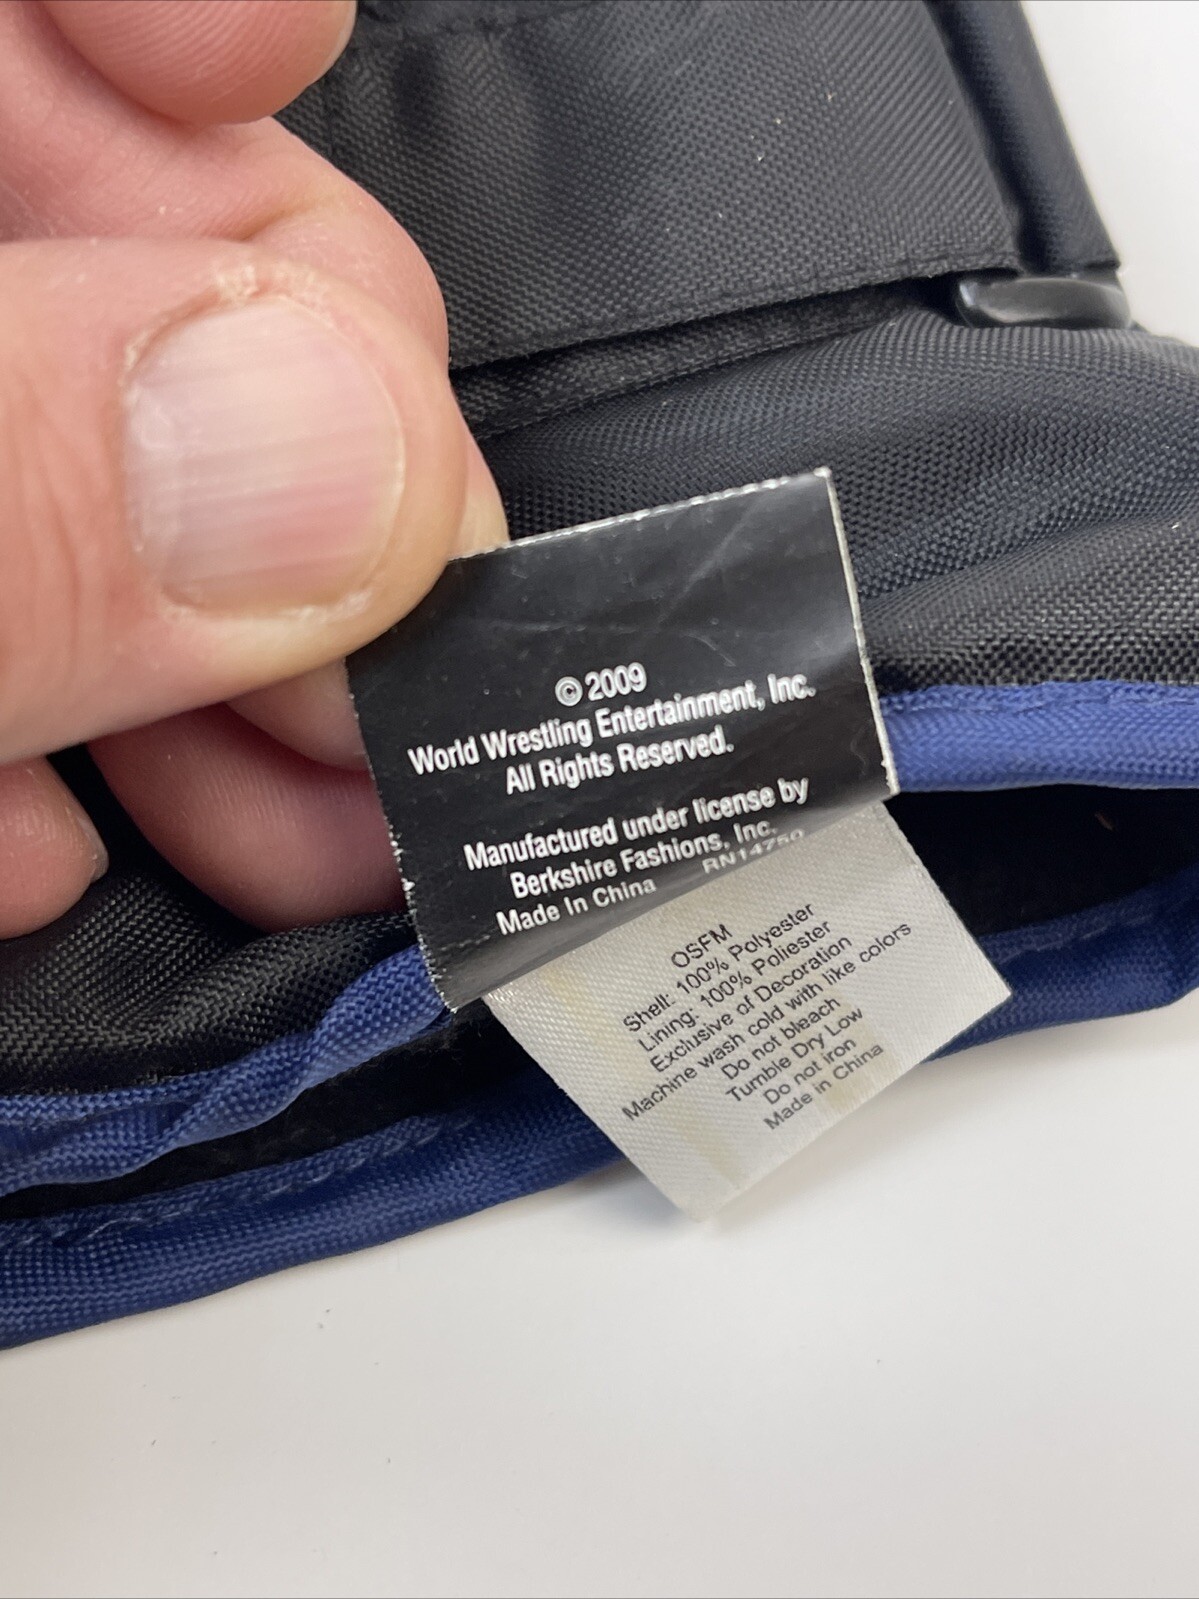 © 2009
World Wrestling Entertainment, Inc.
All Rights Reserved.
Manufactured under license by
Berkshire Fashions, Inc.
Made In China RN14750
OSFM
Shell: 100% Polyester
Lining: 100% Poliester
Exclusive of Decoration
Machine wash cold with like colors
Do not bleach
Tumble Dry Low
Do not iron
Made in China